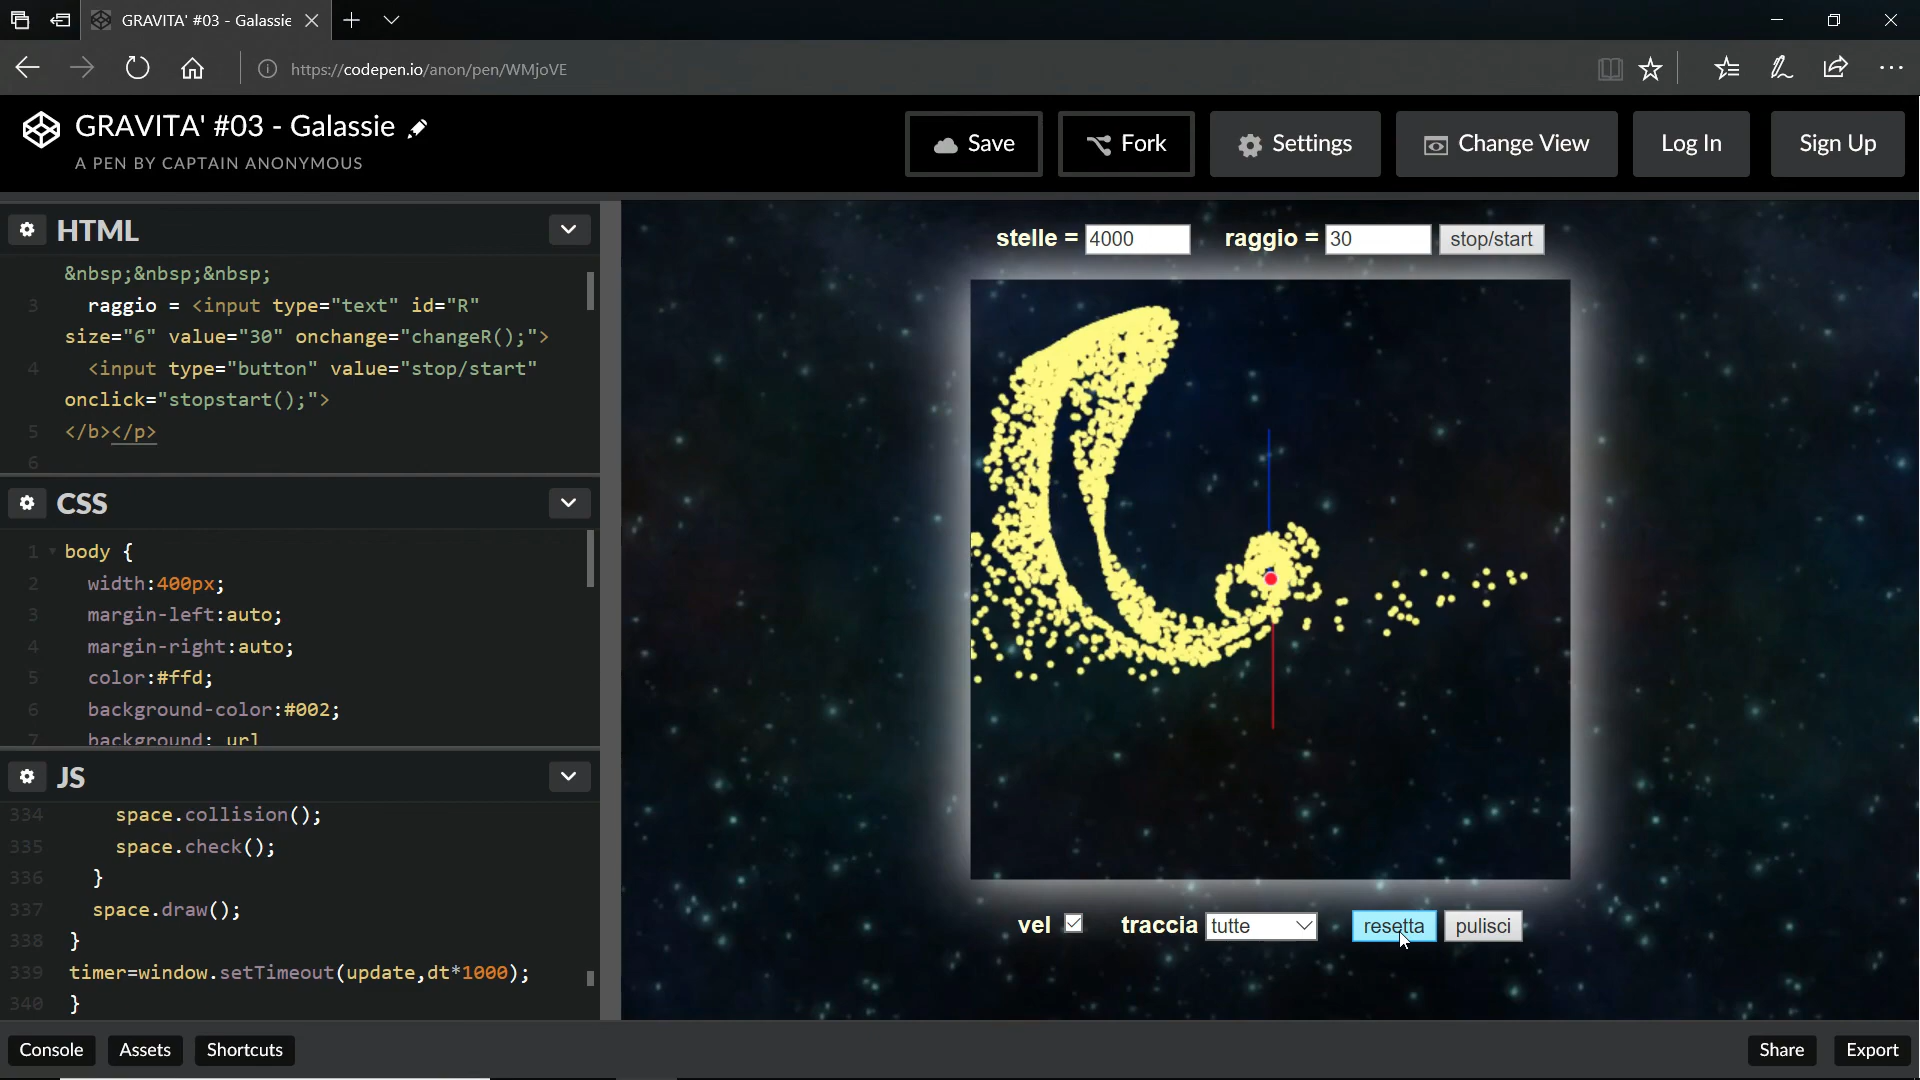 GRAVITA' #03 - Galassie
https://codepen.io/anon/pen/WMjoVE
GRAVITA' #03 - Galassie
A PEN BY CAPTAIN ANONYMOUS
Save
Fork
Settings
Change View
Log In
Sign Up
HTML
&nbsp;&nbsp;&nbsp;
3 raggio = <input type="text" id="R"
size="6" value="30" onchange="changeR();">
4 <input type="button" value="stop/start"
onclick="stopstart();">
5 </b></p>
6
CSS
1 body {
2 width:400px;
3 margin-left:auto;
4 margin-right:auto;
5 color:#ffd;
6 background-color:#002;
7 background: url
JS
334 space.collision();
335 space.check();
336 }
337 space.draw();
338 }
339 timer=window.setTimeout(update,dt*1000);
340 }
stelle = 4000 raggio = 30 stop/start
vel traccia tutte resetta pulisci
Console
Assets
Shortcuts
Share
Export